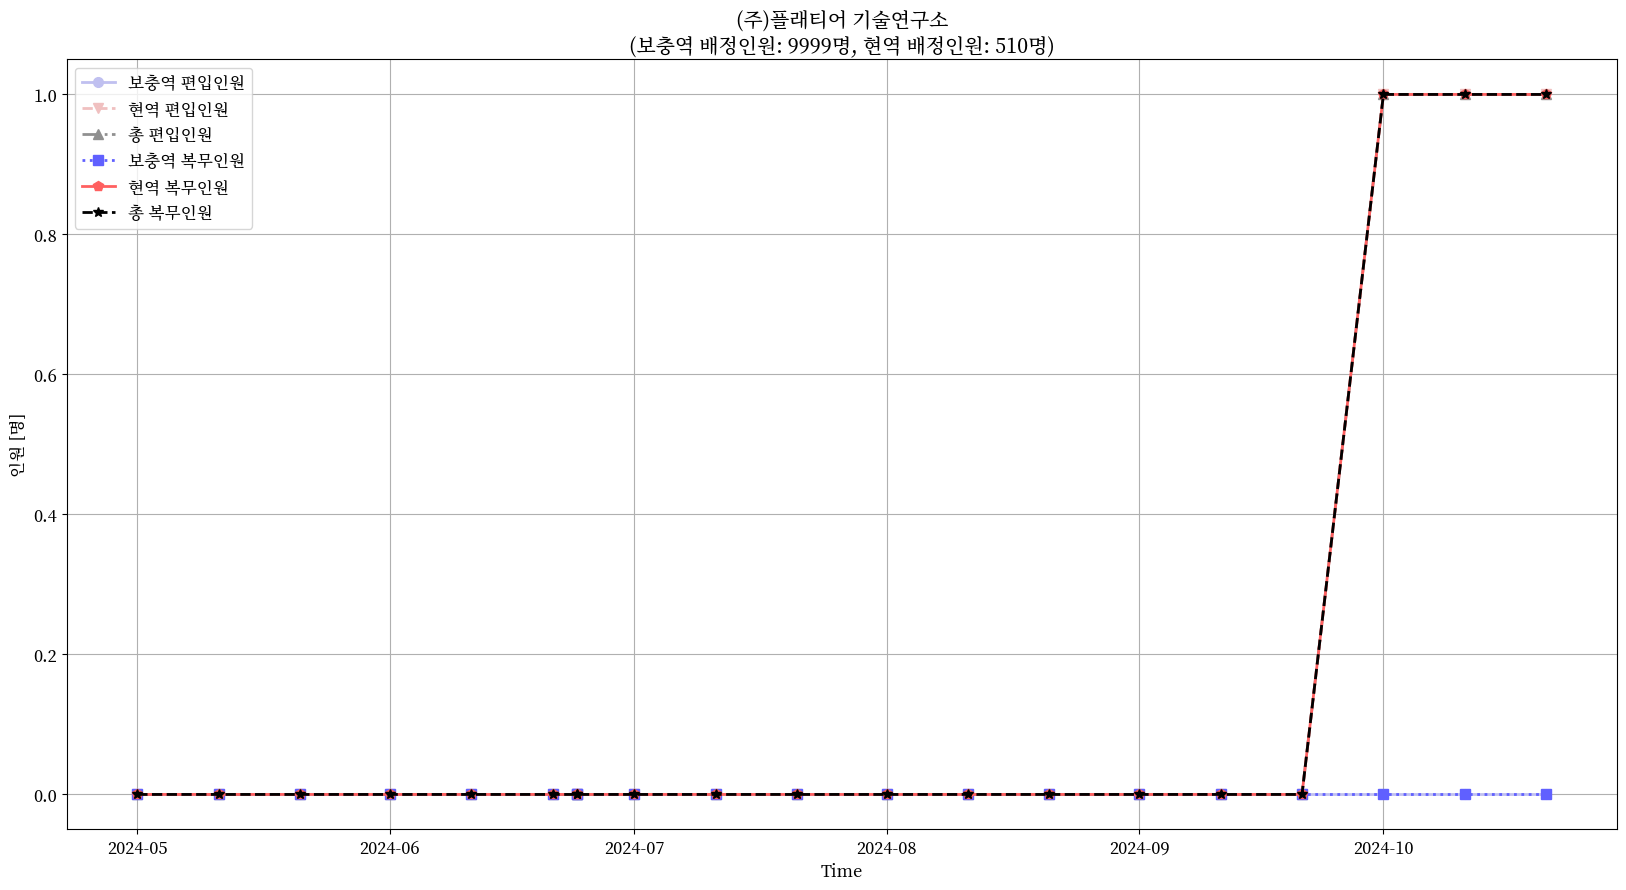 (주)플래티어 기술연구소
(보충역 배정인원: 9999명, 현역 배정인원: 510명)
보충역 편입인원
현역 편입인원
총 편입인원
보충역 복무인원
현역 복무인원
총 복무인원
1.0
0.8
0.6
0.4
0.2
0.0
인원 [명]
2024-05 2024-06 2024-07 2024-08 2024-09 2024-10
Time